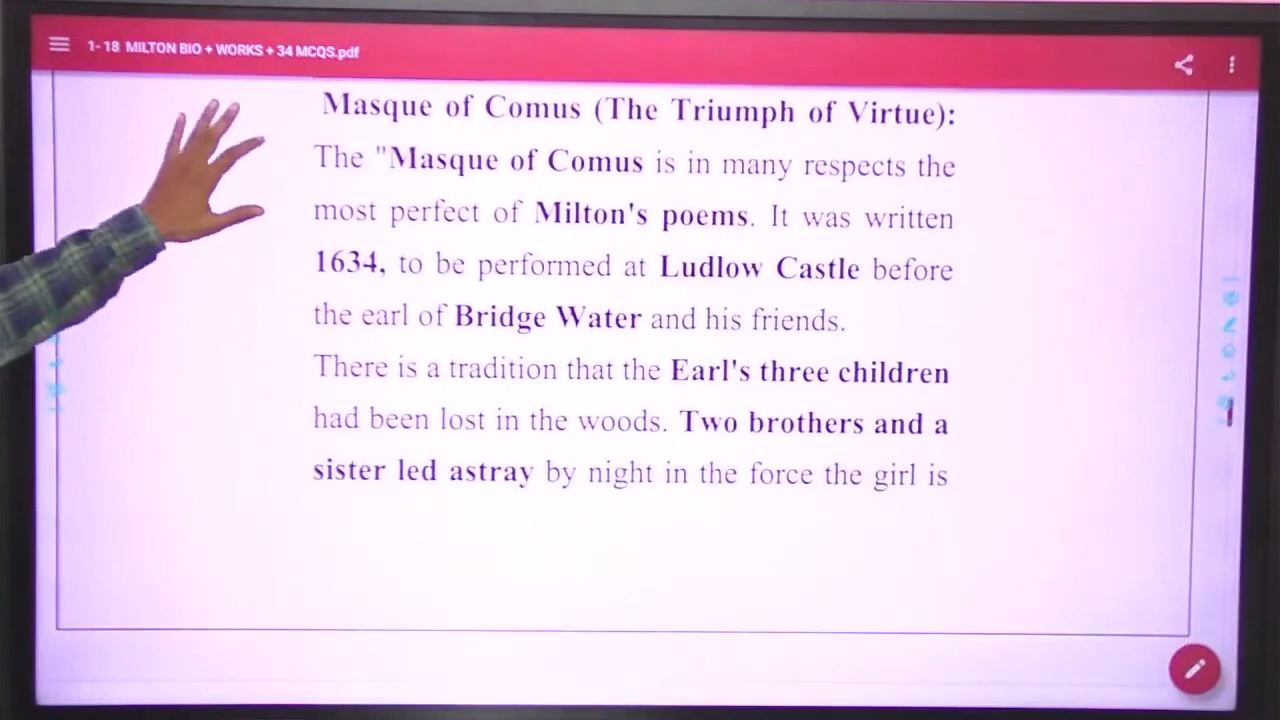 1- 18 MILTON BIO + WORKS + 34 MCQS.pdf
Masque of Comus (The Triumph of Virtue):
The "Masque of Comus is in many respects the
most perfect of Milton's poems. It was written
1634, to be performed at Ludlow Castle before
the earl of Bridge Water and his friends.
There is a tradition that the Earl's three children
had been lost in the woods. Two brothers and a
sister led astray by night in the force the girl is